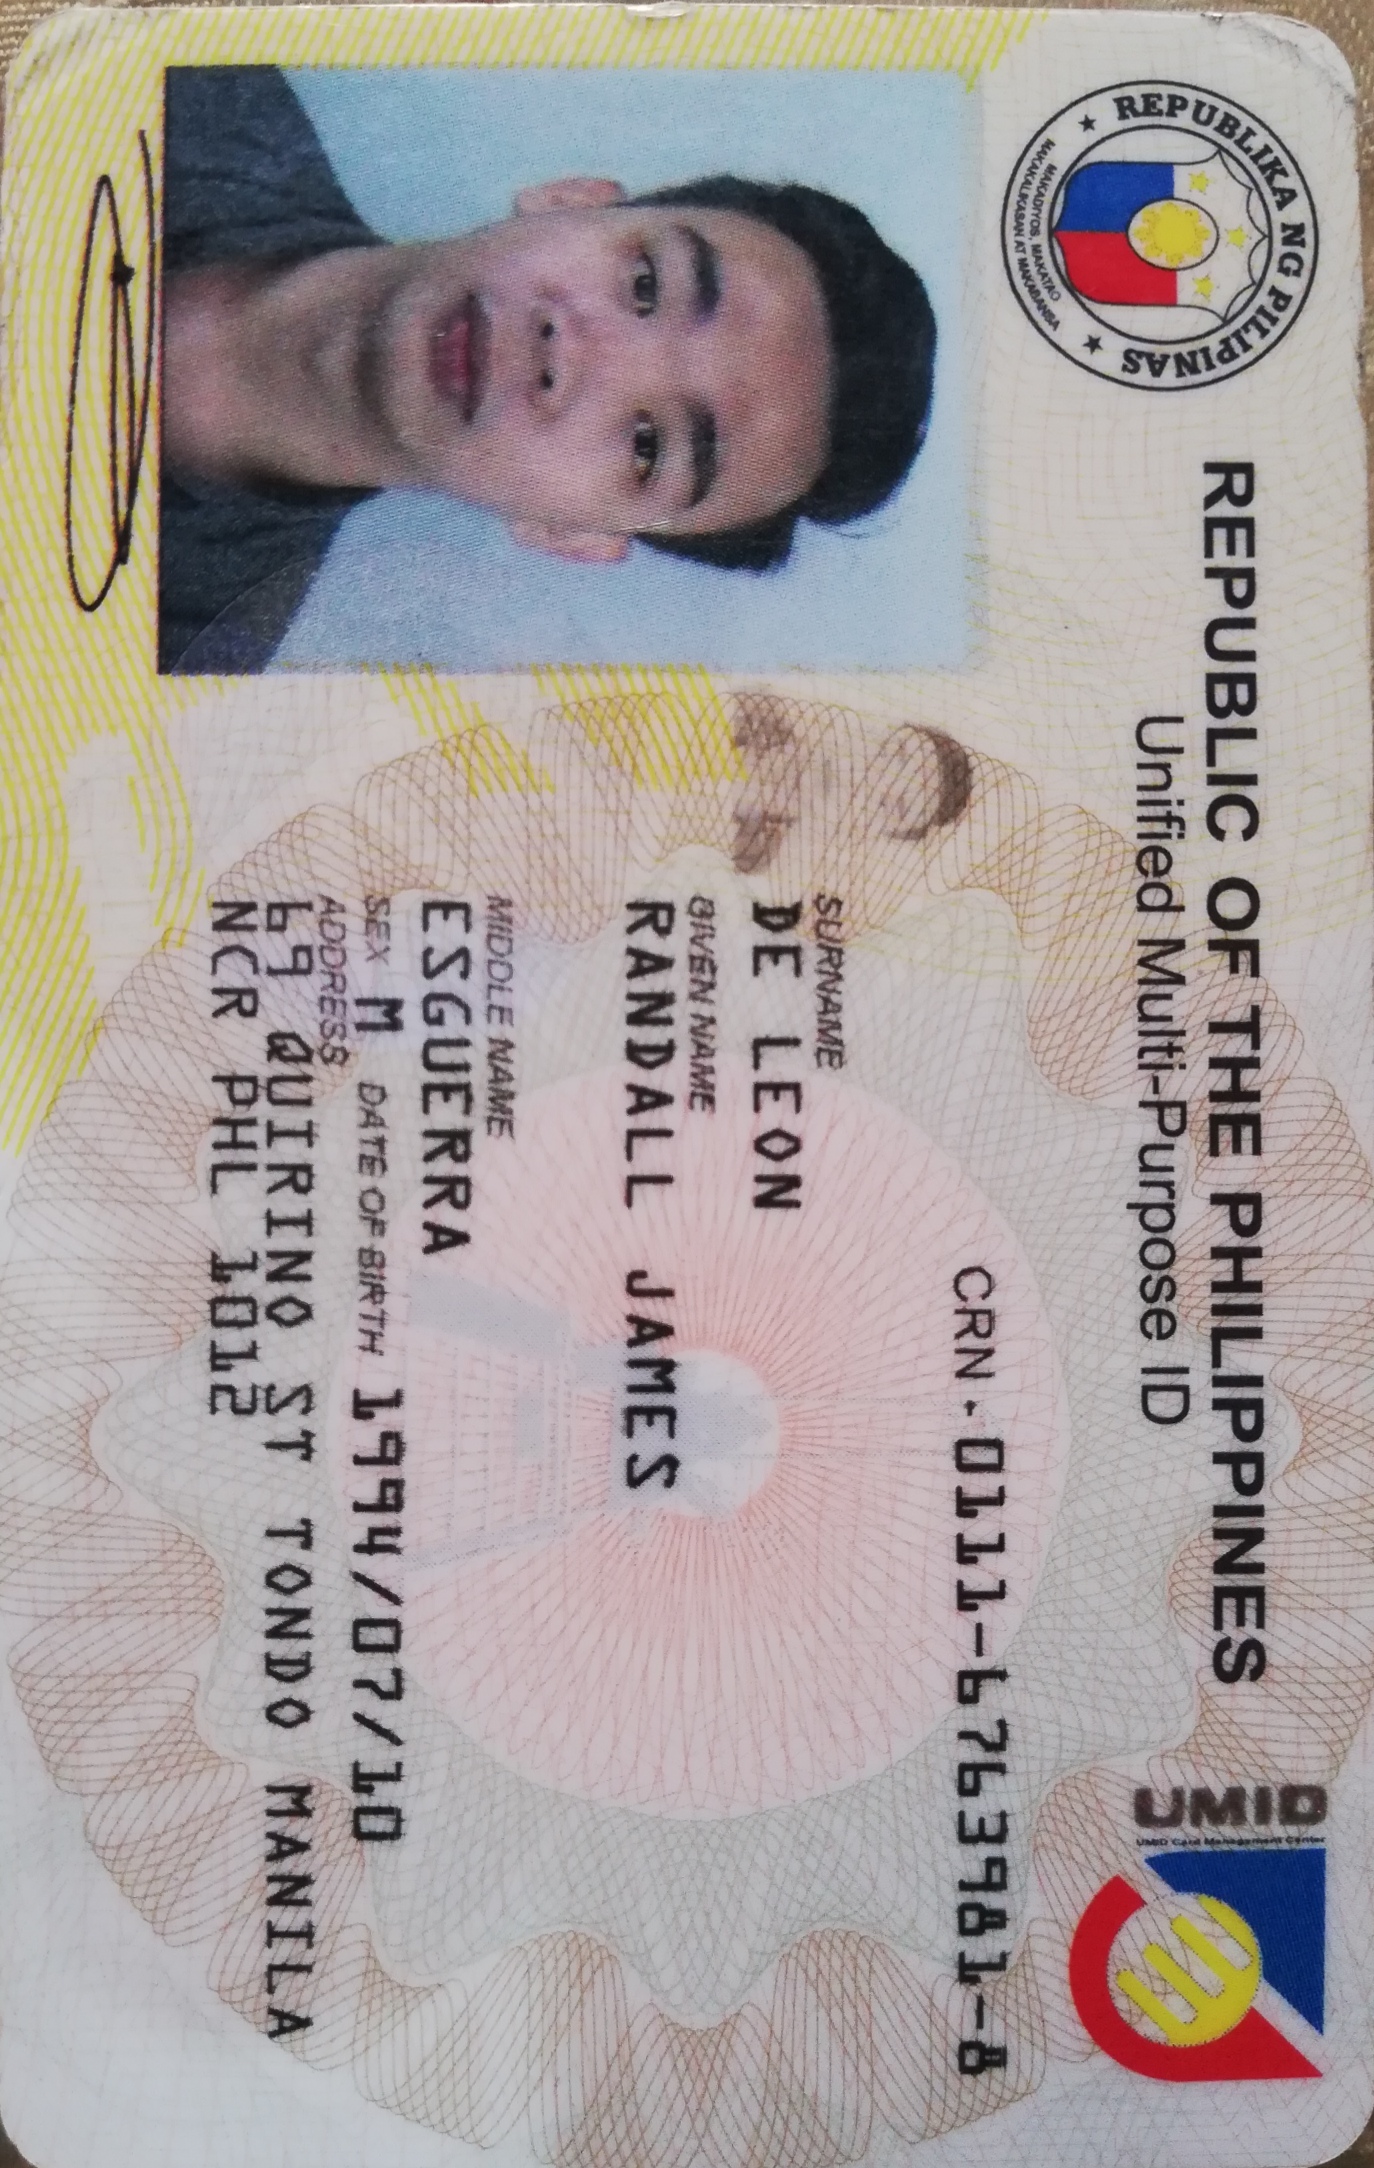 REPUBLIKA NG PILIPINAS
MAKADIYOS, MAKATAO
MAKAKALIKASAN AT MAKABANSA
REPUBLIC OF THE PHILIPPINES
Unified Multi-Purpose ID
UMID
UMID Card Management Center
CRN - 0111-6763981-8
SURNAME
DE LEON
GIVEN NAME
RANDALL JAMES
MIDDLE NAME
ESGUERRA
SEX M DATE OF BIRTH 1994/07/10
ADDRESS
69 QUIRINO ST TONDO MANILA
NCR PHL 1012